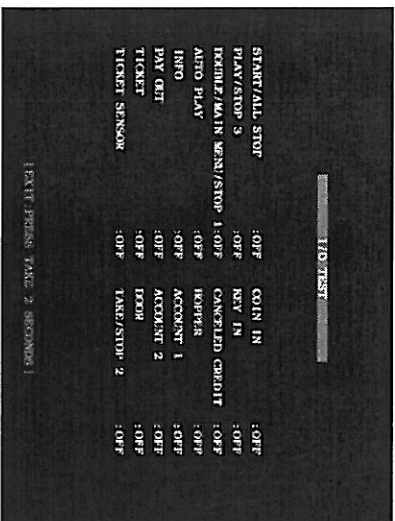 I/O TEST
START/ALL STOP :OFF COIN IN :OFF
PLAY/STOP 3 :OFF KEY IN :OFF
DOUBLE/MAIN MENU/STOP 1 :OFF CANCELED CREDIT :OFF
AUTO PLAY :OFF HOPPER :OFF
INFO :OFF ACCOUNT 1 :OFF
PAY OUT :OFF ACCOUNT 2 :OFF
TICKET :OFF DOOR :OFF
TICKET SENSOR :OFF TAKE/STOP 2 :OFF
[EXIT:PRESS TAKE 2 SECONDS]